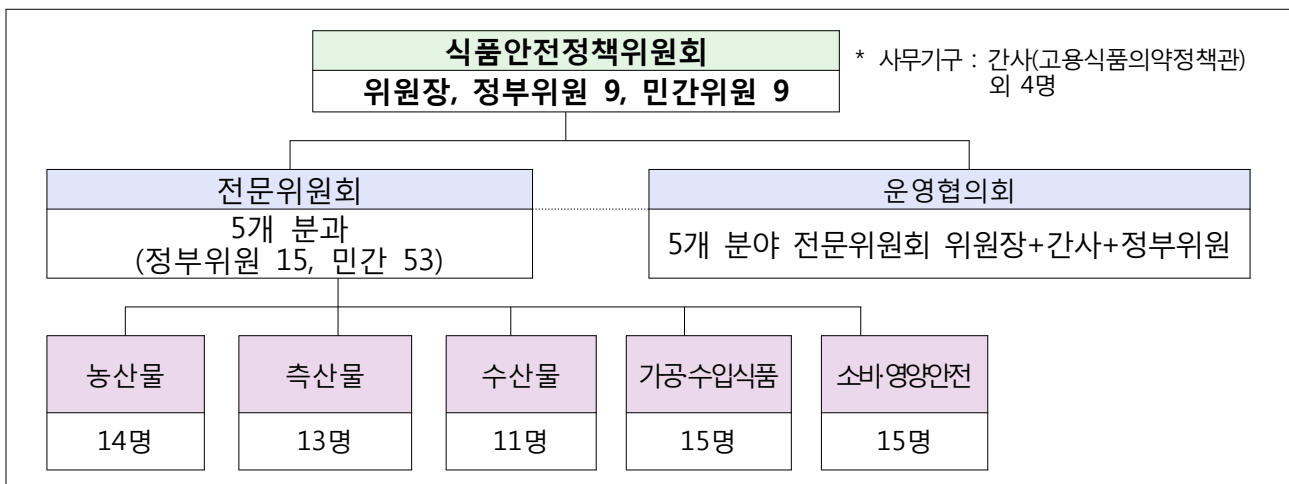 식품안전정책위원회
위원장, 정부위원 9, 민간위원 9
* 사무기구 : 간사(고용식품의약정책관)
외 4명
전문위원회
5개 분과
(정부위원 15, 민간 53)
운영협의회
5개 분야 전문위원회 위원장+간사+정부위원
농산물
측산물
수산물
가공·수입식품
소비·영양안전
14명
13명
11명
15명
15명